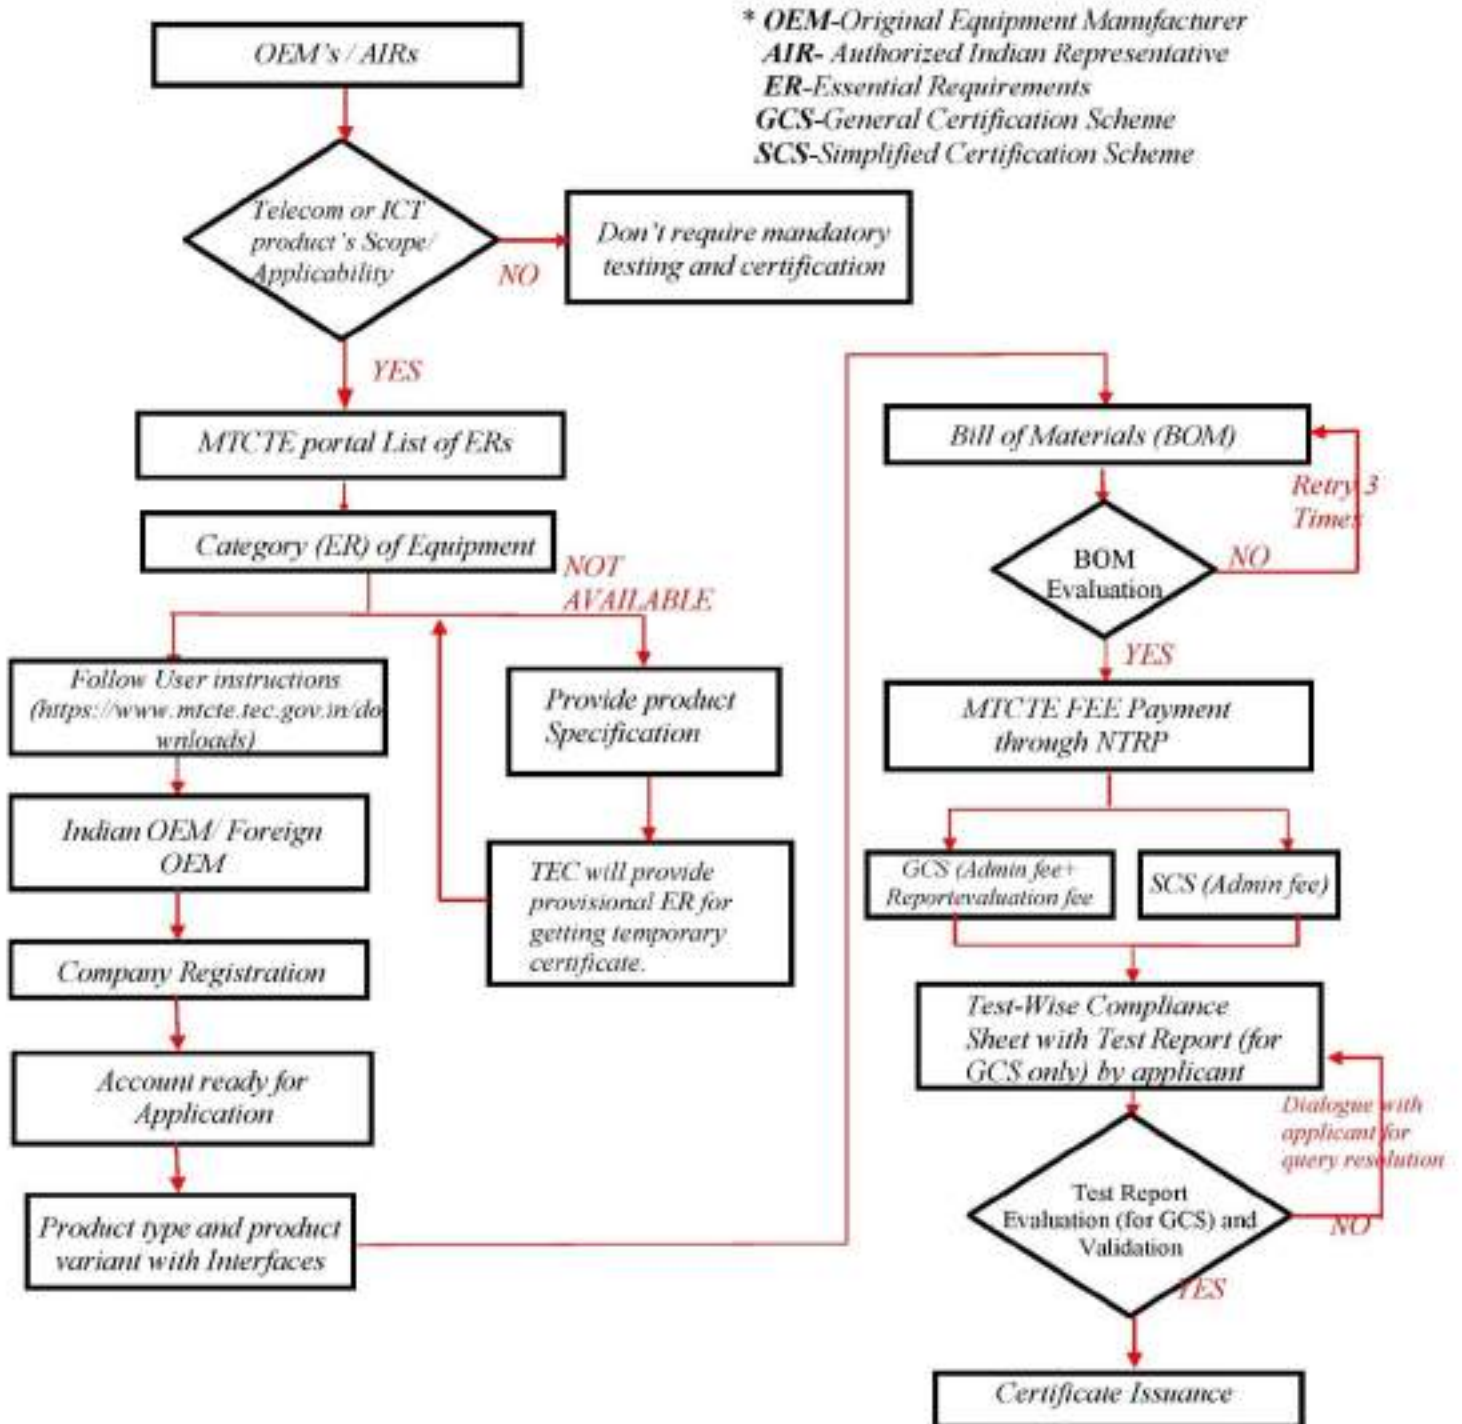 OEM's / AIRs
* OEM-Original Equipment Manufacturer
AIR- Authorized Indian Representative
ER-Essential Requirements
GCS-General Certification Scheme
SCS-Simplified Certification Scheme
Telecom or ICT
product's Scope/
Applicability
NO
Don't require mandatory
testing and certification
YES
MTCTE portal List of ERs
Category (ER) of Equipment
NOT
AVAILABLE
Follow User instructions
(https://www.mtcte.tec.gov.in/do
wnloads)
Provide product
Specification
Indian OEM/ Foreign
OEM
TEC will provide
provisional ER for
getting temporary
certificate.
Company Registration
Account ready for
Application
Product type and product
variant with Interfaces
Bill of Materials (BOM)
Retry 3
Times
BOM
Evaluation
NO
YES
MTCTE FEE Payment
through NTRP
GCS (Admin fee+
Reportevaluation fee
SCS (Admin fee)
Test-Wise Compliance
Sheet with Test Report (for
GCS only) by applicant
Dialogue with
applicant for
query resolution
Test Report
Evaluation (for GCS) and
Validation
NO
YES
Certificate Issuance